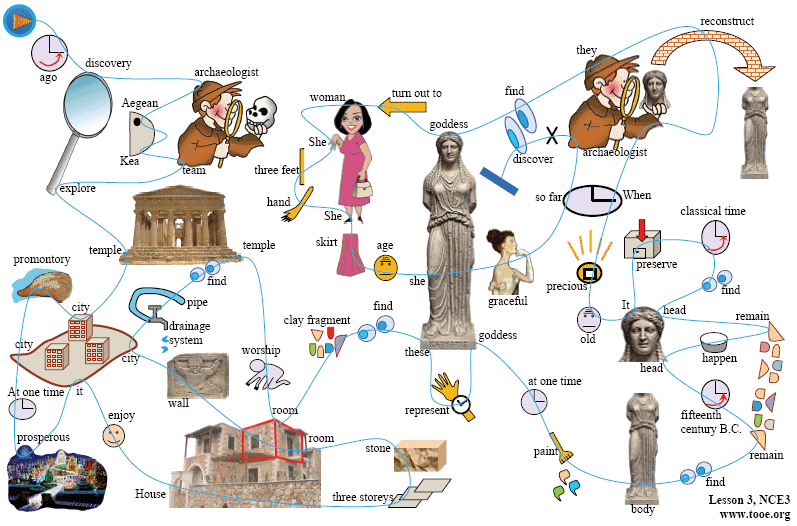 ago
discovery
archaeologist
Aegean
Kea
team
explore
temple
temple
find
promontory
city
city
city
pipe
drainage
system
At one time
it
enjoy
prosperous
wall
worship
clay fragment
find
room
room
stone
House
three storeys
woman
turn out to
She
three feet
hand
She
skirt
age
goddess
she
graceful
find
discover
X
they
archaeologist
reconstruct
so far
When
precious
old
classical time
preserve
find
It
head
head
remain
happen
fifteenth
century B.C.
remain
find
these
goddess
represent
at one time
paint
body
Lesson 3, NCE3
www.tooe.org